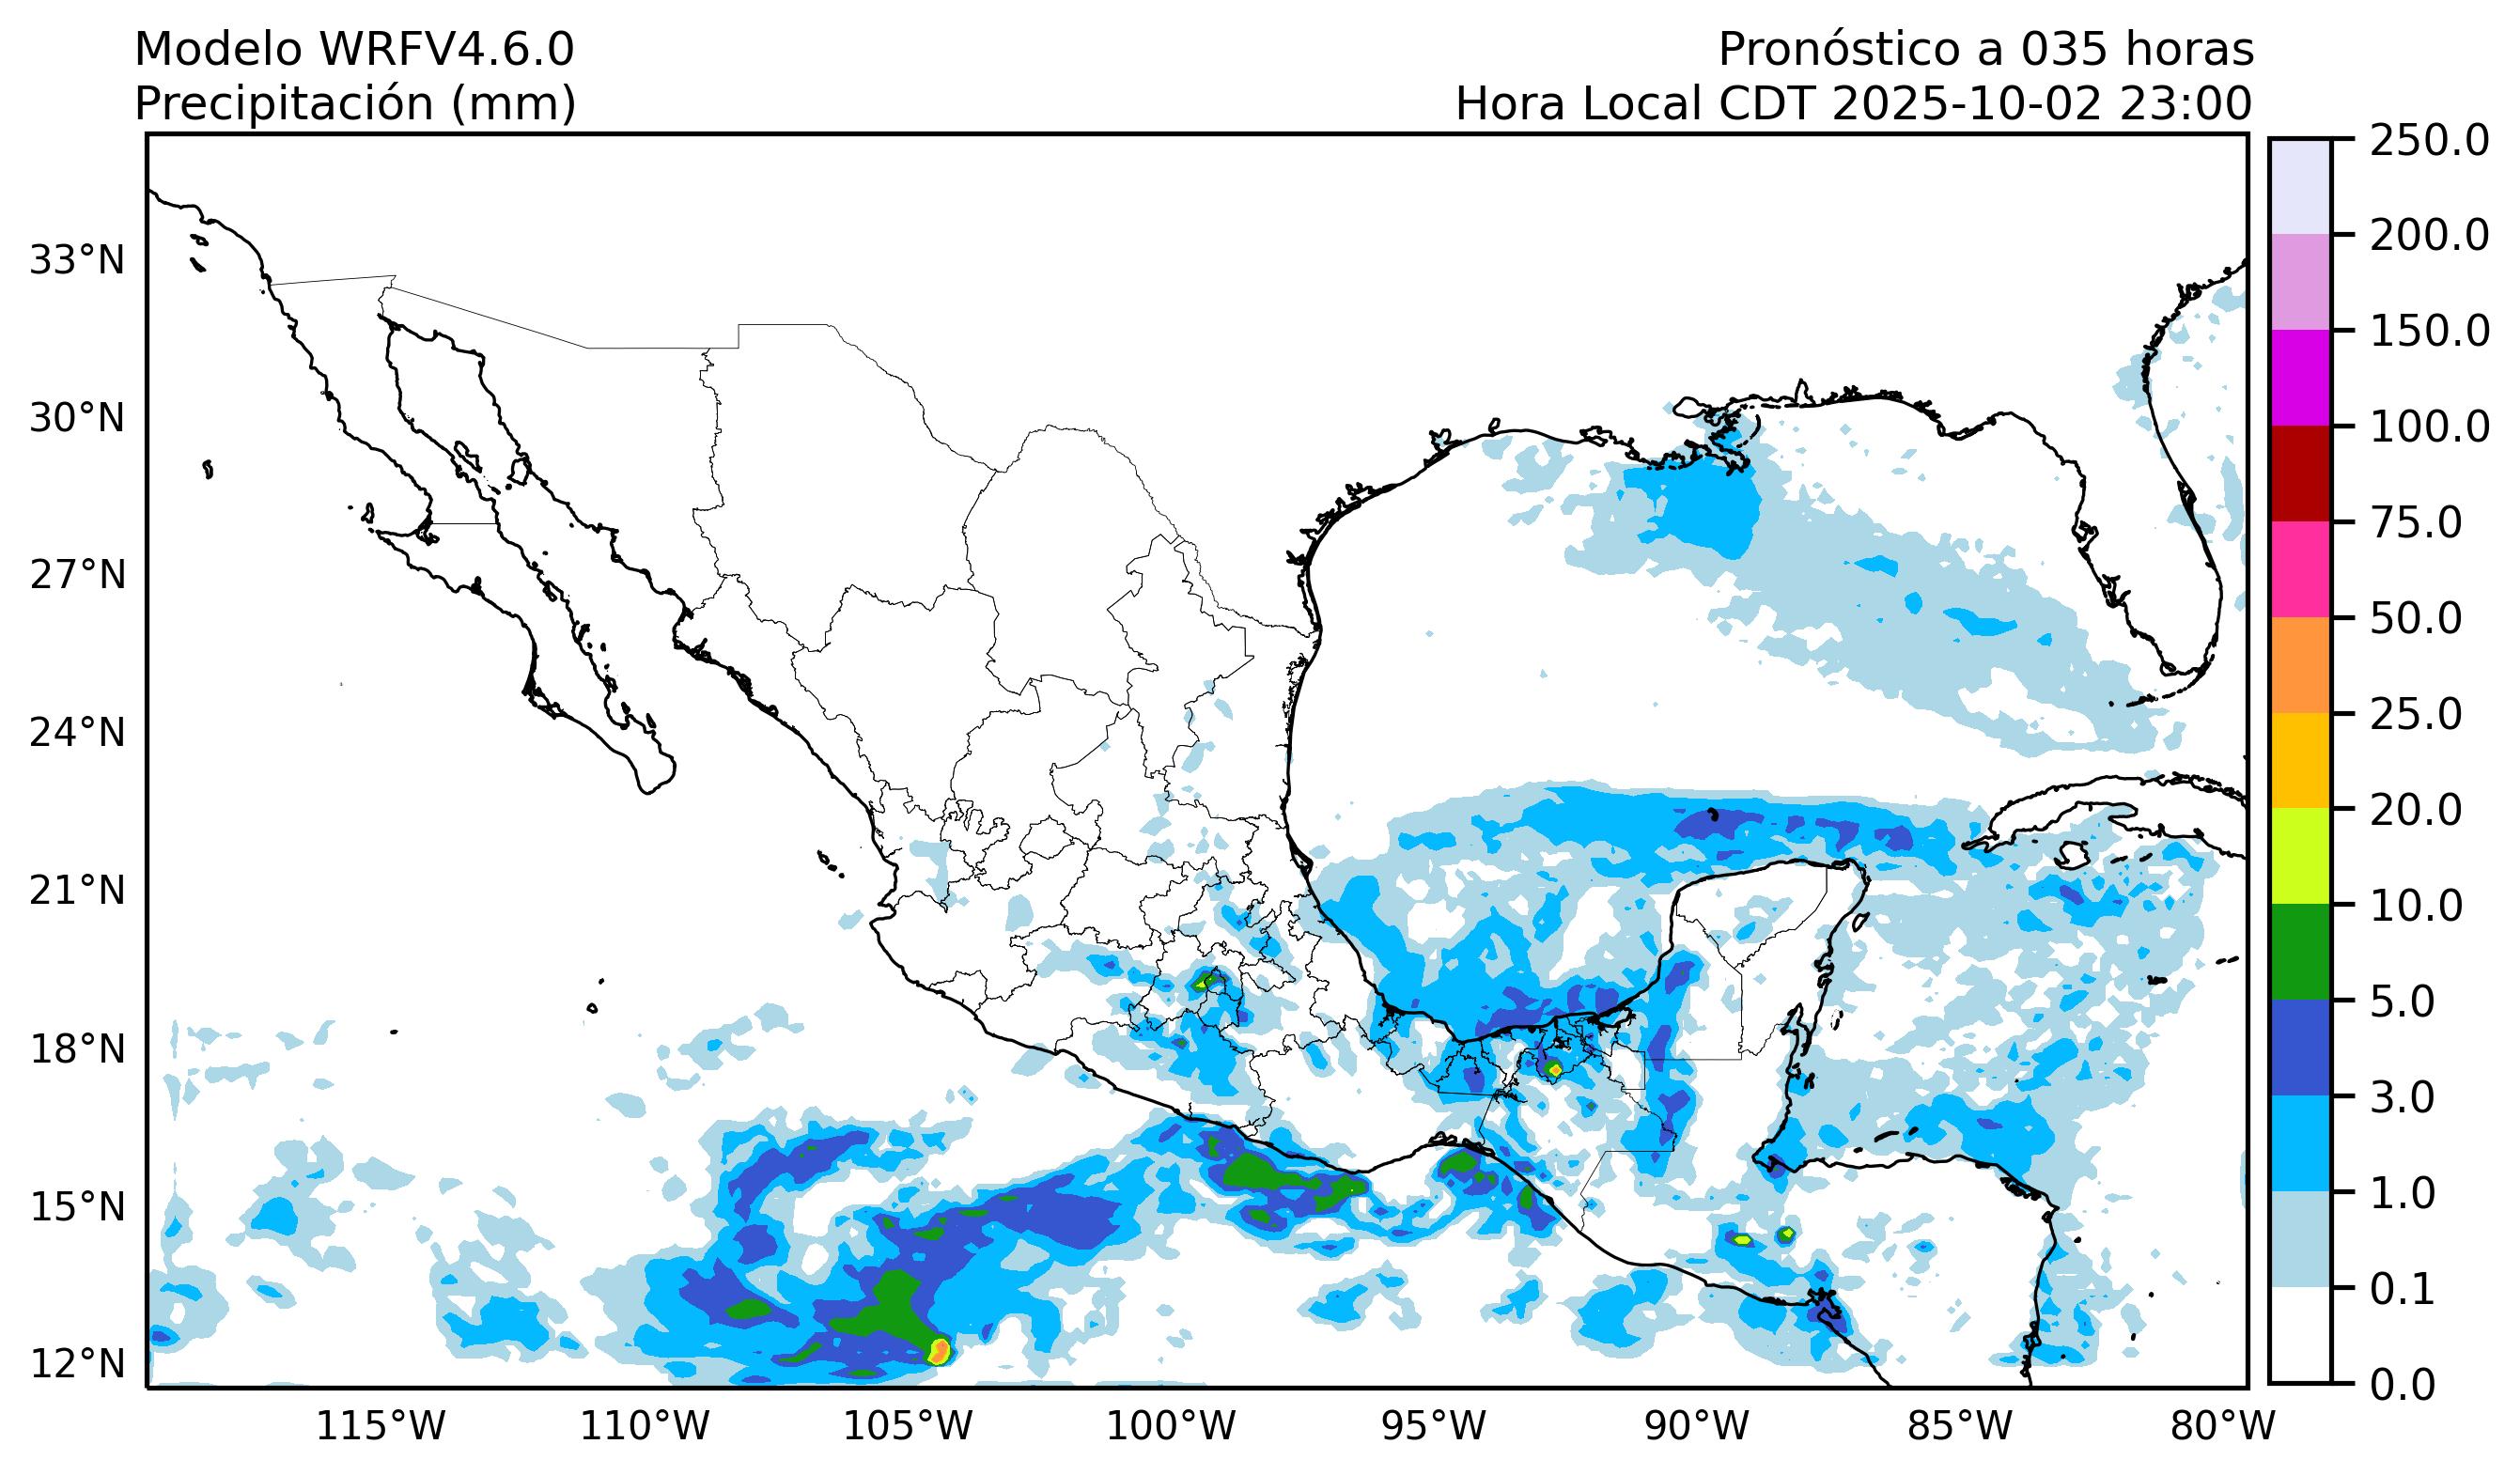 Modelo WRFV4.6.0
Precipitación (mm)
Pronóstico a 035 horas
Hora Local CDT 2025-10-02 23:00
33°N
30°N
27°N
24°N
21°N
18°N
15°N
12°N
115°W
110°W
105°W
100°W
95°W
90°W
85°W
80°W
250.0
200.0
150.0
100.0
75.0
50.0
25.0
20.0
10.0
5.0
3.0
1.0
0.1
0.0